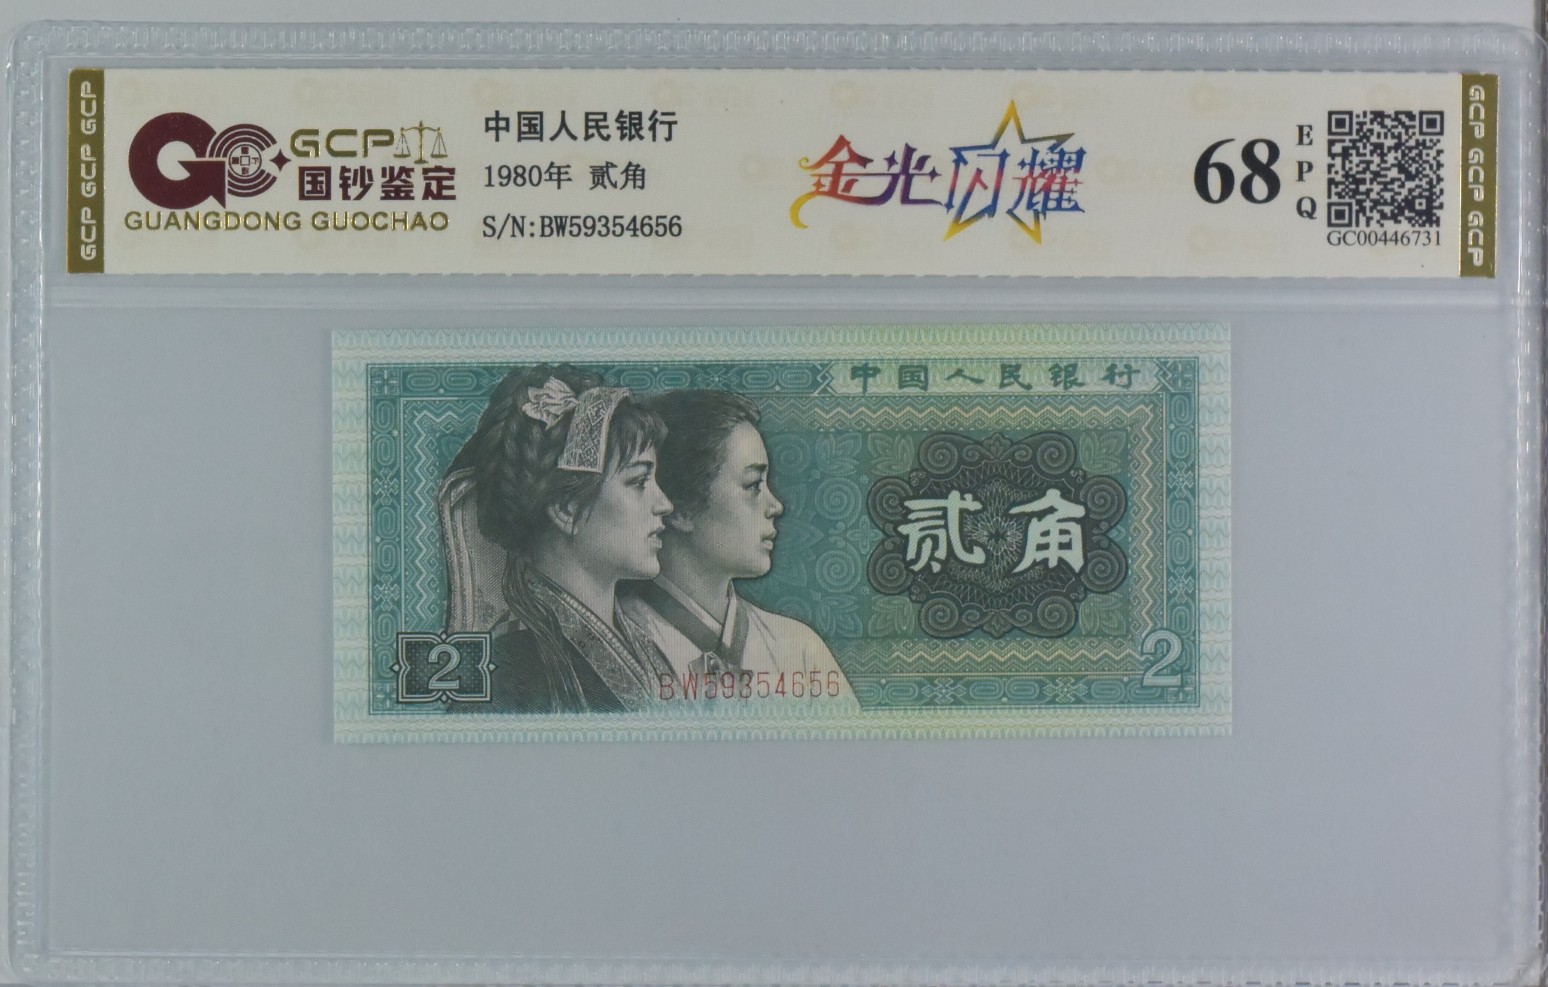 GCP GCP GCP
GCP
国钞鉴定
GUANGDONG GUOCHAO
中国人民银行
1980年 贰角
S/N:BW59354656
金光闪耀
68
EPQ
GC00446731
GCP GCP GCP
中国人民银行
贰角
2
2
BW59354656